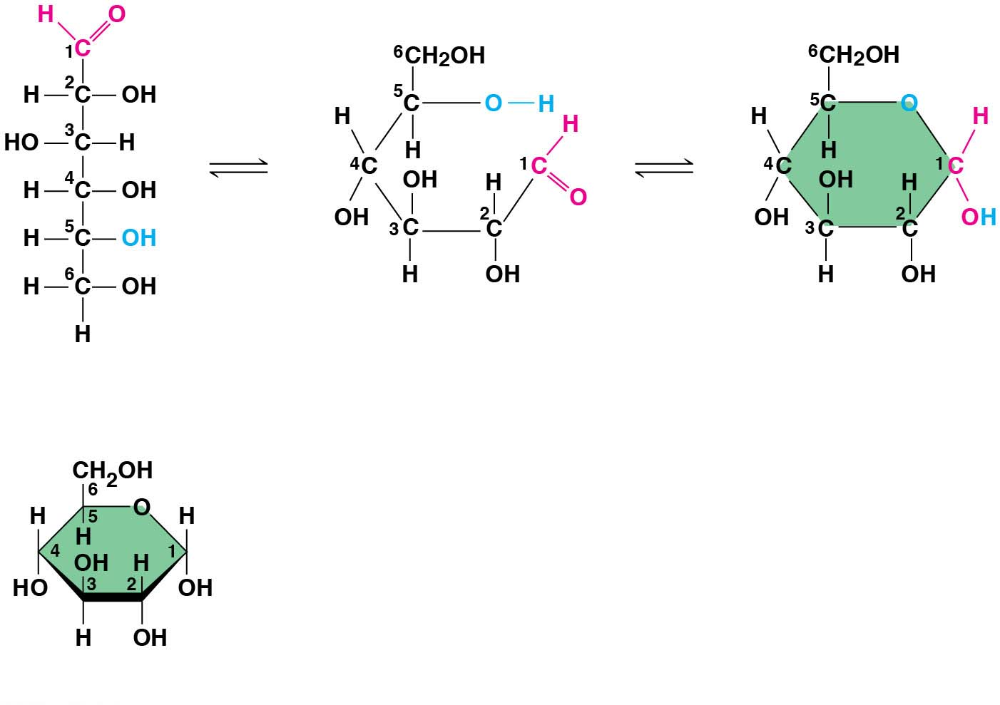 H O
1C
H 2C OH
HO 3C H
H 4C OH
H 5C OH
H 6C OH
H
6CH2OH
5C O H
H H
H
4C 1C
OH H
O
OH
3C 2C
H OH
6CH2OH
5C O
H H
H
4C 1C
OH H
OH OH
3C 2C
H OH
CH2OH
6
O
H 5 H
H
4 1
OH H
HO 3 2 OH
H OH